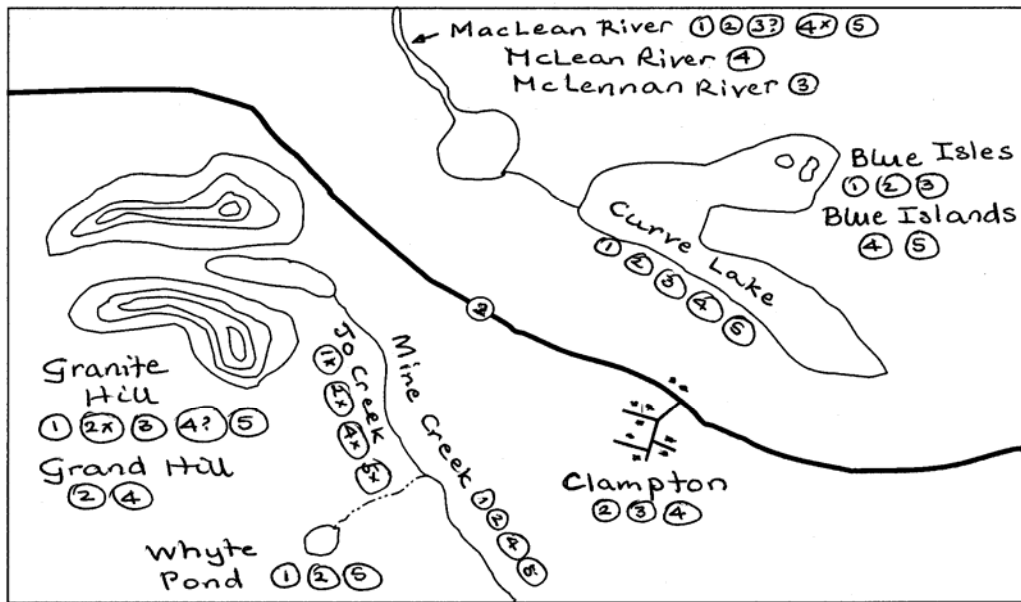 MacLean River ① ② ③? ④x ⑤
McLean River ④
McLennan River ③
Blue Isles
① ② ③
Blue Islands
④ ⑤
Curve Lake
① ② ③ ④ ⑤
②
Granite
Hill
① ②x ③ ④? ⑤
Grand Hill
② ④
Jo Creek
①x ②x ④x ⑤x
Mine Creek ① ② ④ ⑤
Clampton
② ③ ④
Whyte
Pond ① ② ⑤